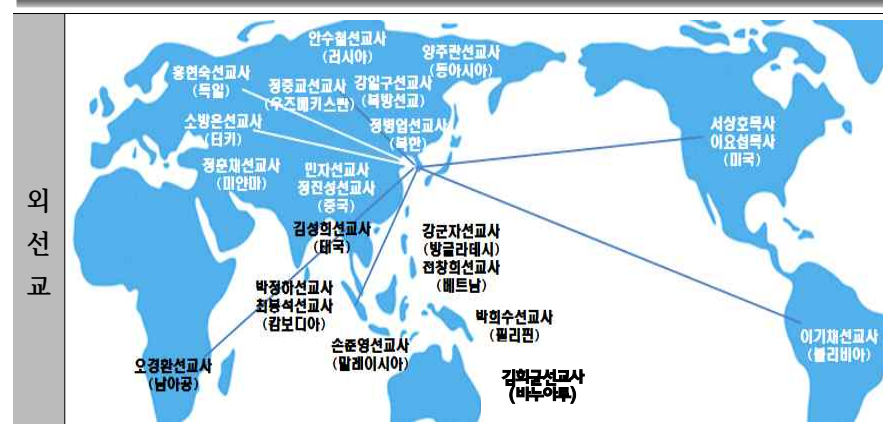 외
선
교
안수철선교사
(러시아)
양주란선교사
(동아시아)
홍현숙선교사
(독일)
정중교선교사
(우즈베키스탄)
강일구선교사
(북방선교)
소방은선교사
(터키)
정병업선교사
(북한)
서상호목사
이요섭목사
(미국)
정훈채선교사
(미얀마)
민자선교사
정진성선교사
(중국)
김성희선교사
(태국)
강군자선교사
(방글라데시)
전창희선교사
(베트남)
박정하선교사
최봉석선교사
(캄보디아)
박희수선교사
(필리핀)
이기채선교사
(볼리비아)
손준영선교사
(말레이시아)
오경환선교사
(남아공)
김희균선교사
(바누아투)